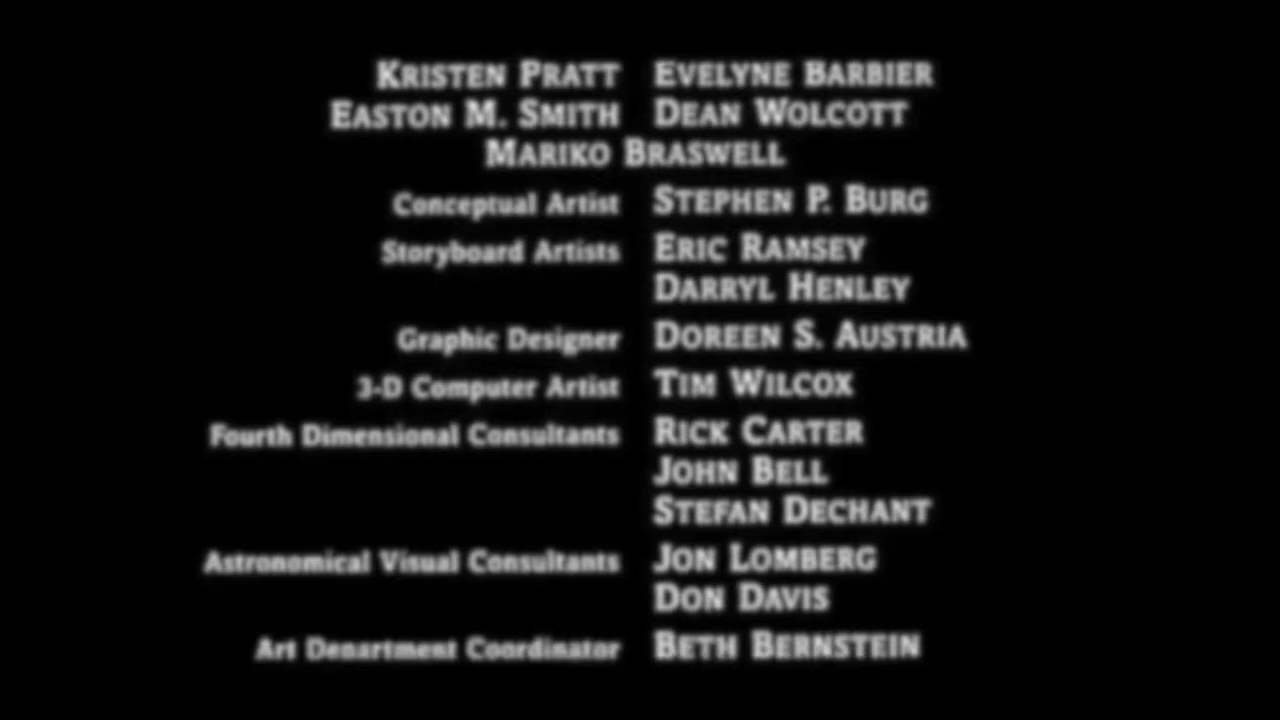 KRISTEN PRATT EVELYNE BARBIER
EASTON M. SMITH DEAN WOLCOTT
MARIKO BRASWELL
Conceptual Artist STEPHEN P. BURG
Storyboard Artists ERIC RAMSEY
DARRYL HENLEY
Graphic Designer DOREEN S. AUSTRIA
3-D Computer Artist TIM WILCOX
Fourth Dimensional Consultants RICK CARTER
JOHN BELL
STEFAN DECHANT
Astronomical Visual Consultants JON LOMBERG
DON DAVIS
Art Department Coordinator BETH BERNSTEIN